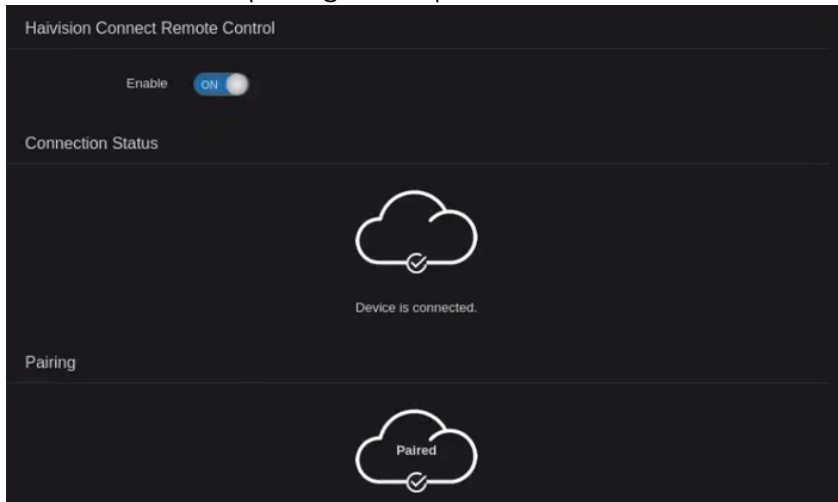 Haivision Connect Remote Control
Enable ON
Connection Status
Device is connected.
Pairing
Paired